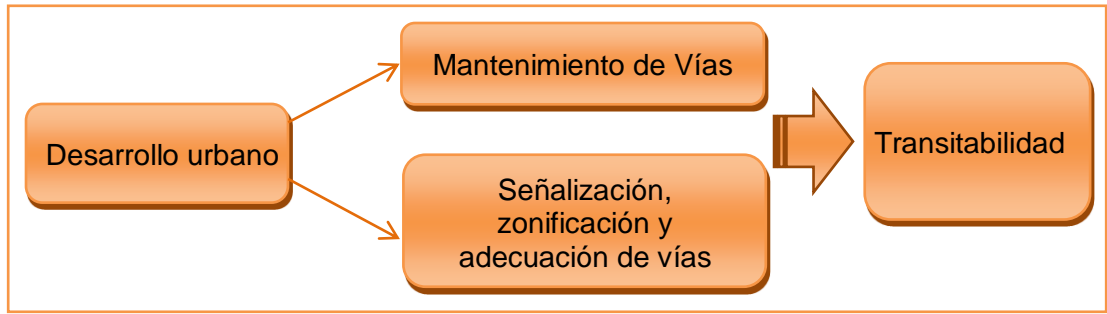 Desarrollo urbano
Mantenimiento de Vías
Señalización,
zonificación y
adecuación de vías
Transitabilidad